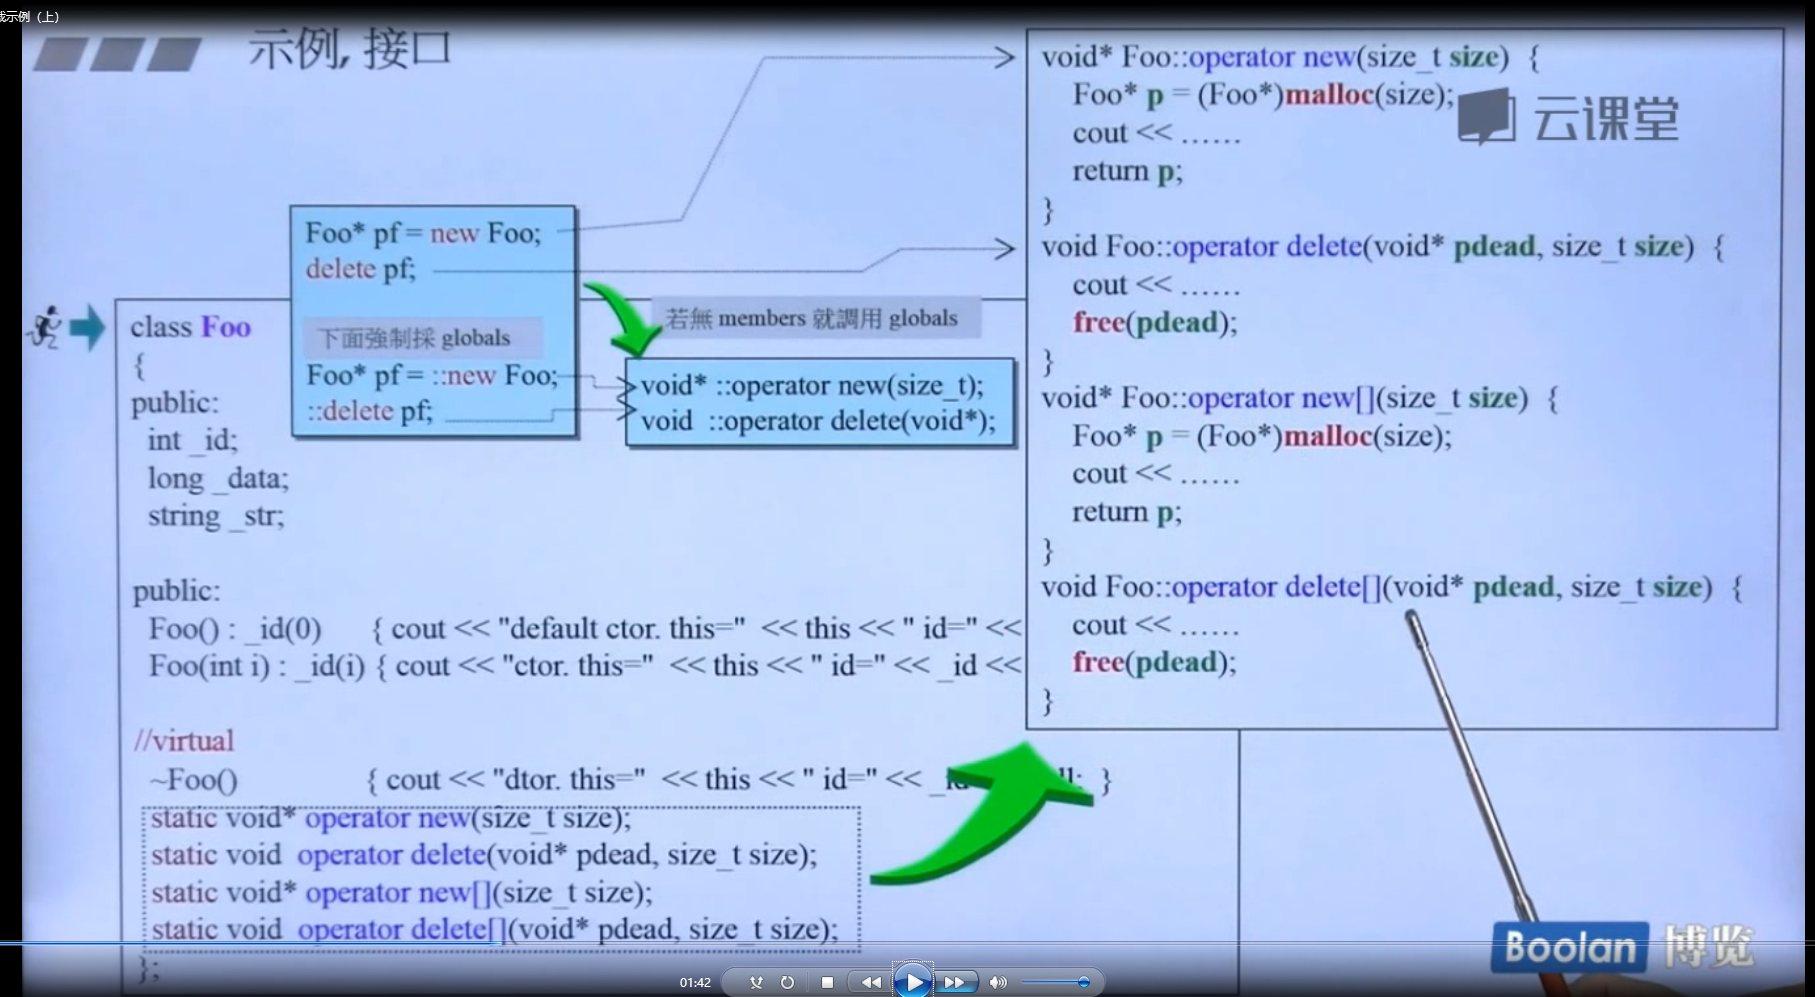 示例（上）
示例, 接口
云课堂
Foo* pf = new Foo;
delete pf;
下面強制採 globals
Foo* pf = ::new Foo;
::delete pf;
若無 members 就調用 globals
void* ::operator new(size_t);
void ::operator delete(void*);
class Foo
{
public:
int _id;
long _data;
string _str;
public:
Foo() : _id(0) { cout << "default ctor. this=" << this << " id=" <<
Foo(int i) : _id(i) { cout << "ctor. this=" << this << " id=" << _id <<
//virtual
~Foo() { cout << "dtor. this=" << this << " id=" << }
static void* operator new(size_t size);
static void operator delete(void* pdead, size_t size);
static void* operator new[](size_t size);
static void operator delete[](void* pdead, size_t size);
};
void* Foo::operator new(size_t size) {
Foo* p = (Foo*)malloc(size);
cout << ……
return p;
}
void Foo::operator delete(void* pdead, size_t size) {
cout << ……
free(pdead);
}
void* Foo::operator new[](size_t size) {
Foo* p = (Foo*)malloc(size);
cout << ……
return p;
}
void Foo::operator delete[](void* pdead, size_t size) {
cout << ……
free(pdead);
}
Boolan 博览
01:42